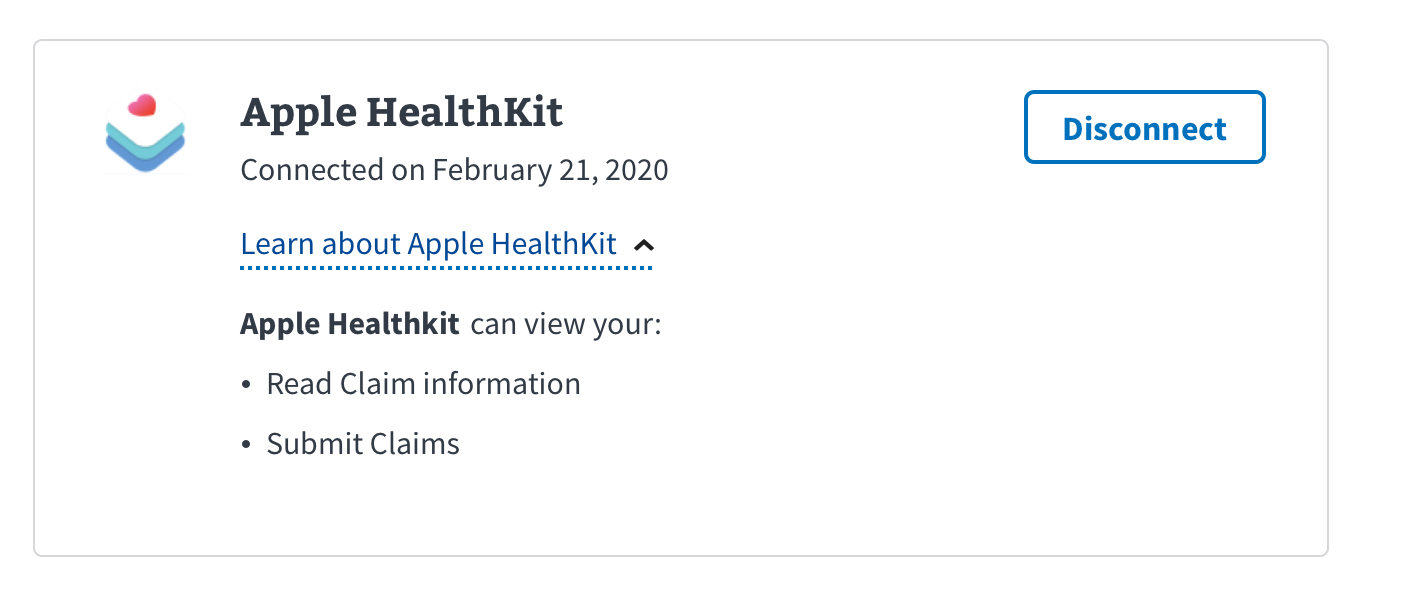 Apple HealthKit
Disconnect
Connected on February 21, 2020
Learn about Apple HealthKit
Apple Healthkit can view your:
• Read Claim information
• Submit Claims